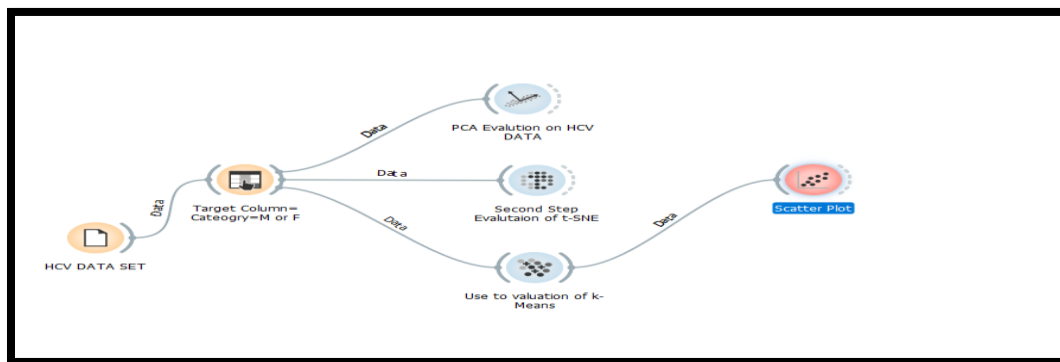 PCA Evalution on HCV
DATA
Data
Data
Second Step
Evalutaion of t-SNE
Scatter Plot
Data
Target Column=
Cateogry=M or F
Data
Data
HCV DATA SET
Use to valuation of k-
Means